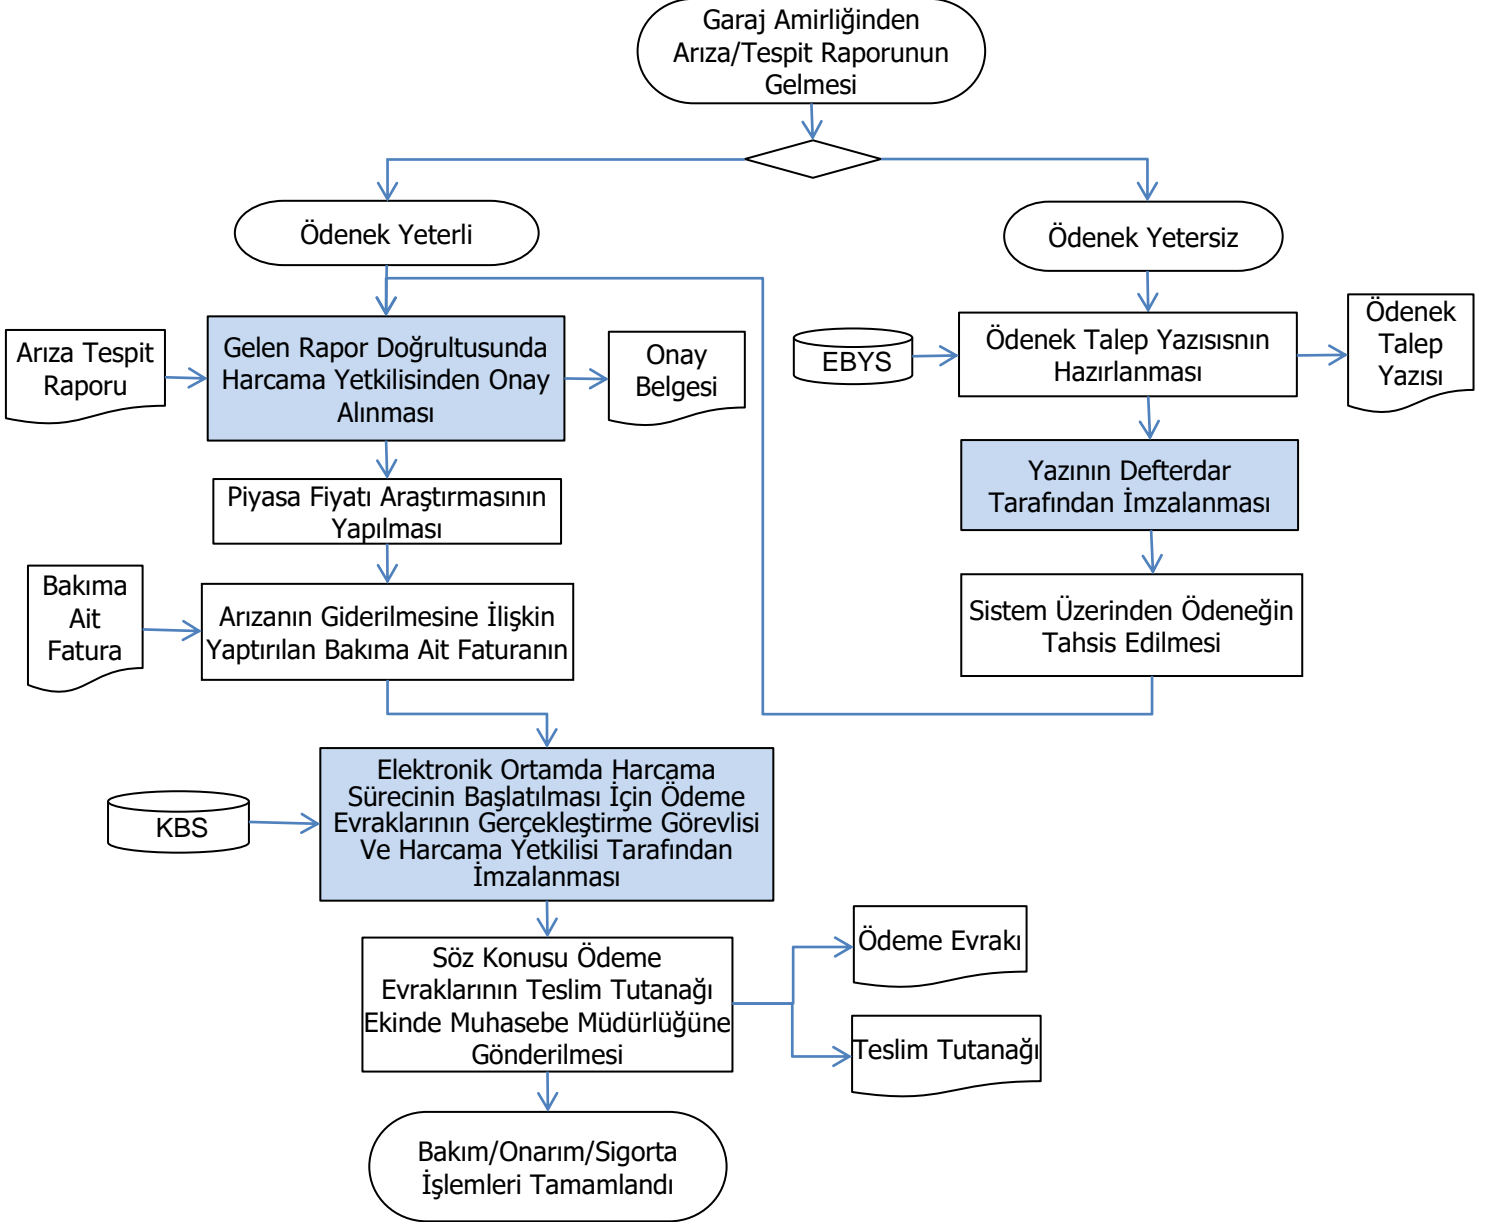 Garaj Amirliğinden
Arıza/Tespit Raporunun
Gelmesi
Ödenek Yeterli
Ödenek Yetersiz
Arıza Tespit
Raporu
Gelen Rapor Doğrultusunda
Harcama Yetkilisinden Onay
Alınması
Onay
Belgesi
EBYS
Ödenek Talep Yazısısnın
Hazırlanması
Ödenek
Talep
Yazısı
Piyasa Fiyatı Araştırmasının
Yapılması
Yazının Defterdar
Tarafından İmzalanması
Bakıma
Ait
Fatura
Arızanın Giderilmesine İlişkin
Yaptırılan Bakıma Ait Faturanın
Sistem Üzerinden Ödeneğin
Tahsis Edilmesi
KBS
Elektronik Ortamda Harcama
Sürecinin Başlatılması İçin Ödeme
Evraklarının Gerçekleştirme Görevlisi
Ve Harcama Yetkilisi Tarafından
İmzalanması
Söz Konusu Ödeme
Evraklarının Teslim Tutanağı
Ekinde Muhasebe Müdürlüğüne
Gönderilmesi
Ödeme Evrakı
Teslim Tutanağı
Bakım/Onarım/Sigorta
İşlemleri Tamamlandı